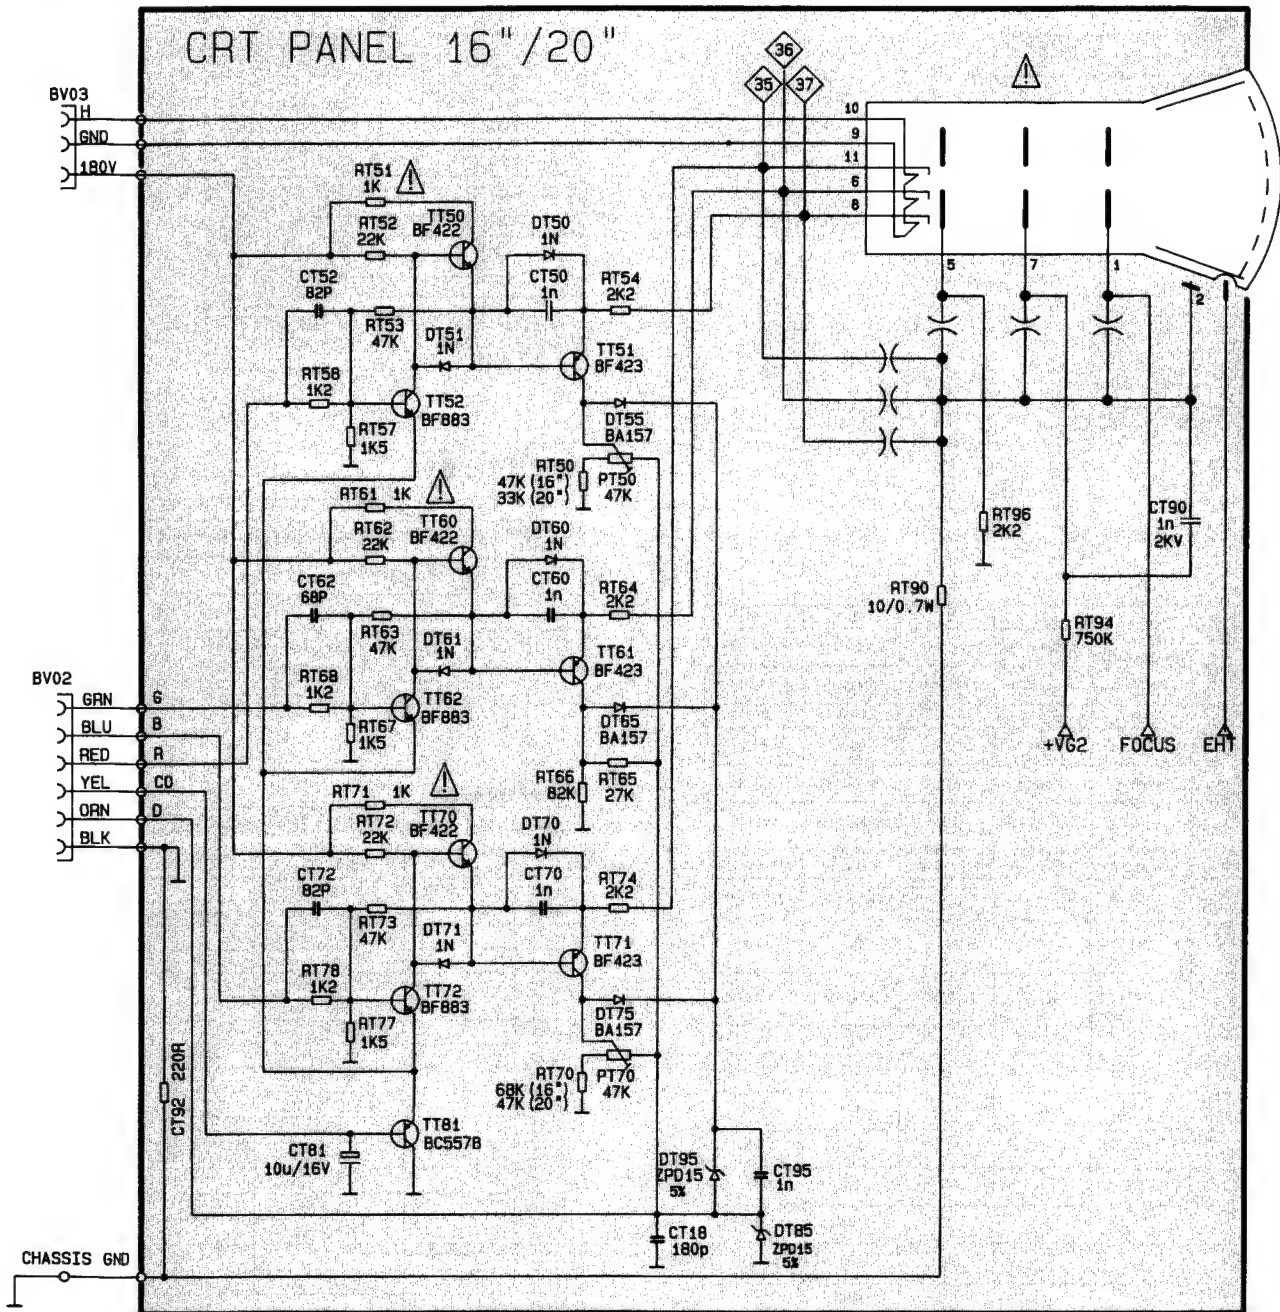 CRT PANEL 16"/20"
36
35
37
BV03
H
GND
180V
10
9
11
6
8
5
7
1
2
RT51
1K
RT52
22K
TT50
BF422
DT50
1N
CT52
82P
CT50
1n
RT54
2K2
RT53
47K
DT51
1N
TT51
BF423
RT56
1K2
TT52
BF883
DT55
BA157
RT57
1K5
RT50
47K (16")
33K (20")
PT50
47K
RT61 1K
RT62
22K
TT60
BF422
DT60
1N
CT62
68P
CT60
1n
RT64
2K2
RT63
47K
DT61
1N
TT61
BF423
RT68
1K2
TT62
BF883
DT65
BA157
RT67
1K5
RT66
82K
RT65
27K
RT96
2K2
CT90
1n
2KV
RT90
10/0.7W
RT94
750K
+VG2
FOCUS
EHT
BV02
GRN G
BLU B
RED R
YEL CO
ORN D
BLK
RT71 1K
RT72
22K
TT70
BF422
DT70
1N
CT72
82P
CT70
1n
RT74
2K2
RT73
47K
DT71
1N
TT71
BF423
RT78
1K2
TT72
BF883
DT75
BA157
RT77
1K5
RT70
68K (16")
47K (20")
PT70
47K
CT92 220R
TT81
BC557B
CT81
10u/16V
DT95
ZPD15
5%
CT95
1n
CT18
180p
DT85
ZPD15
5%
CHASSIS GND